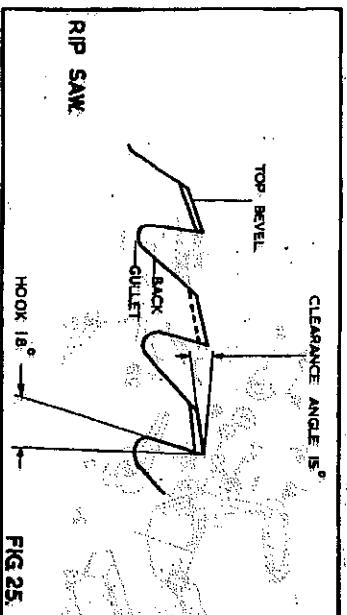 RIP SAW.
TOP BEVEL
CLEARANCE ANGLE 15°
BACK
GULLET
HOOK 18°
FIG 25.